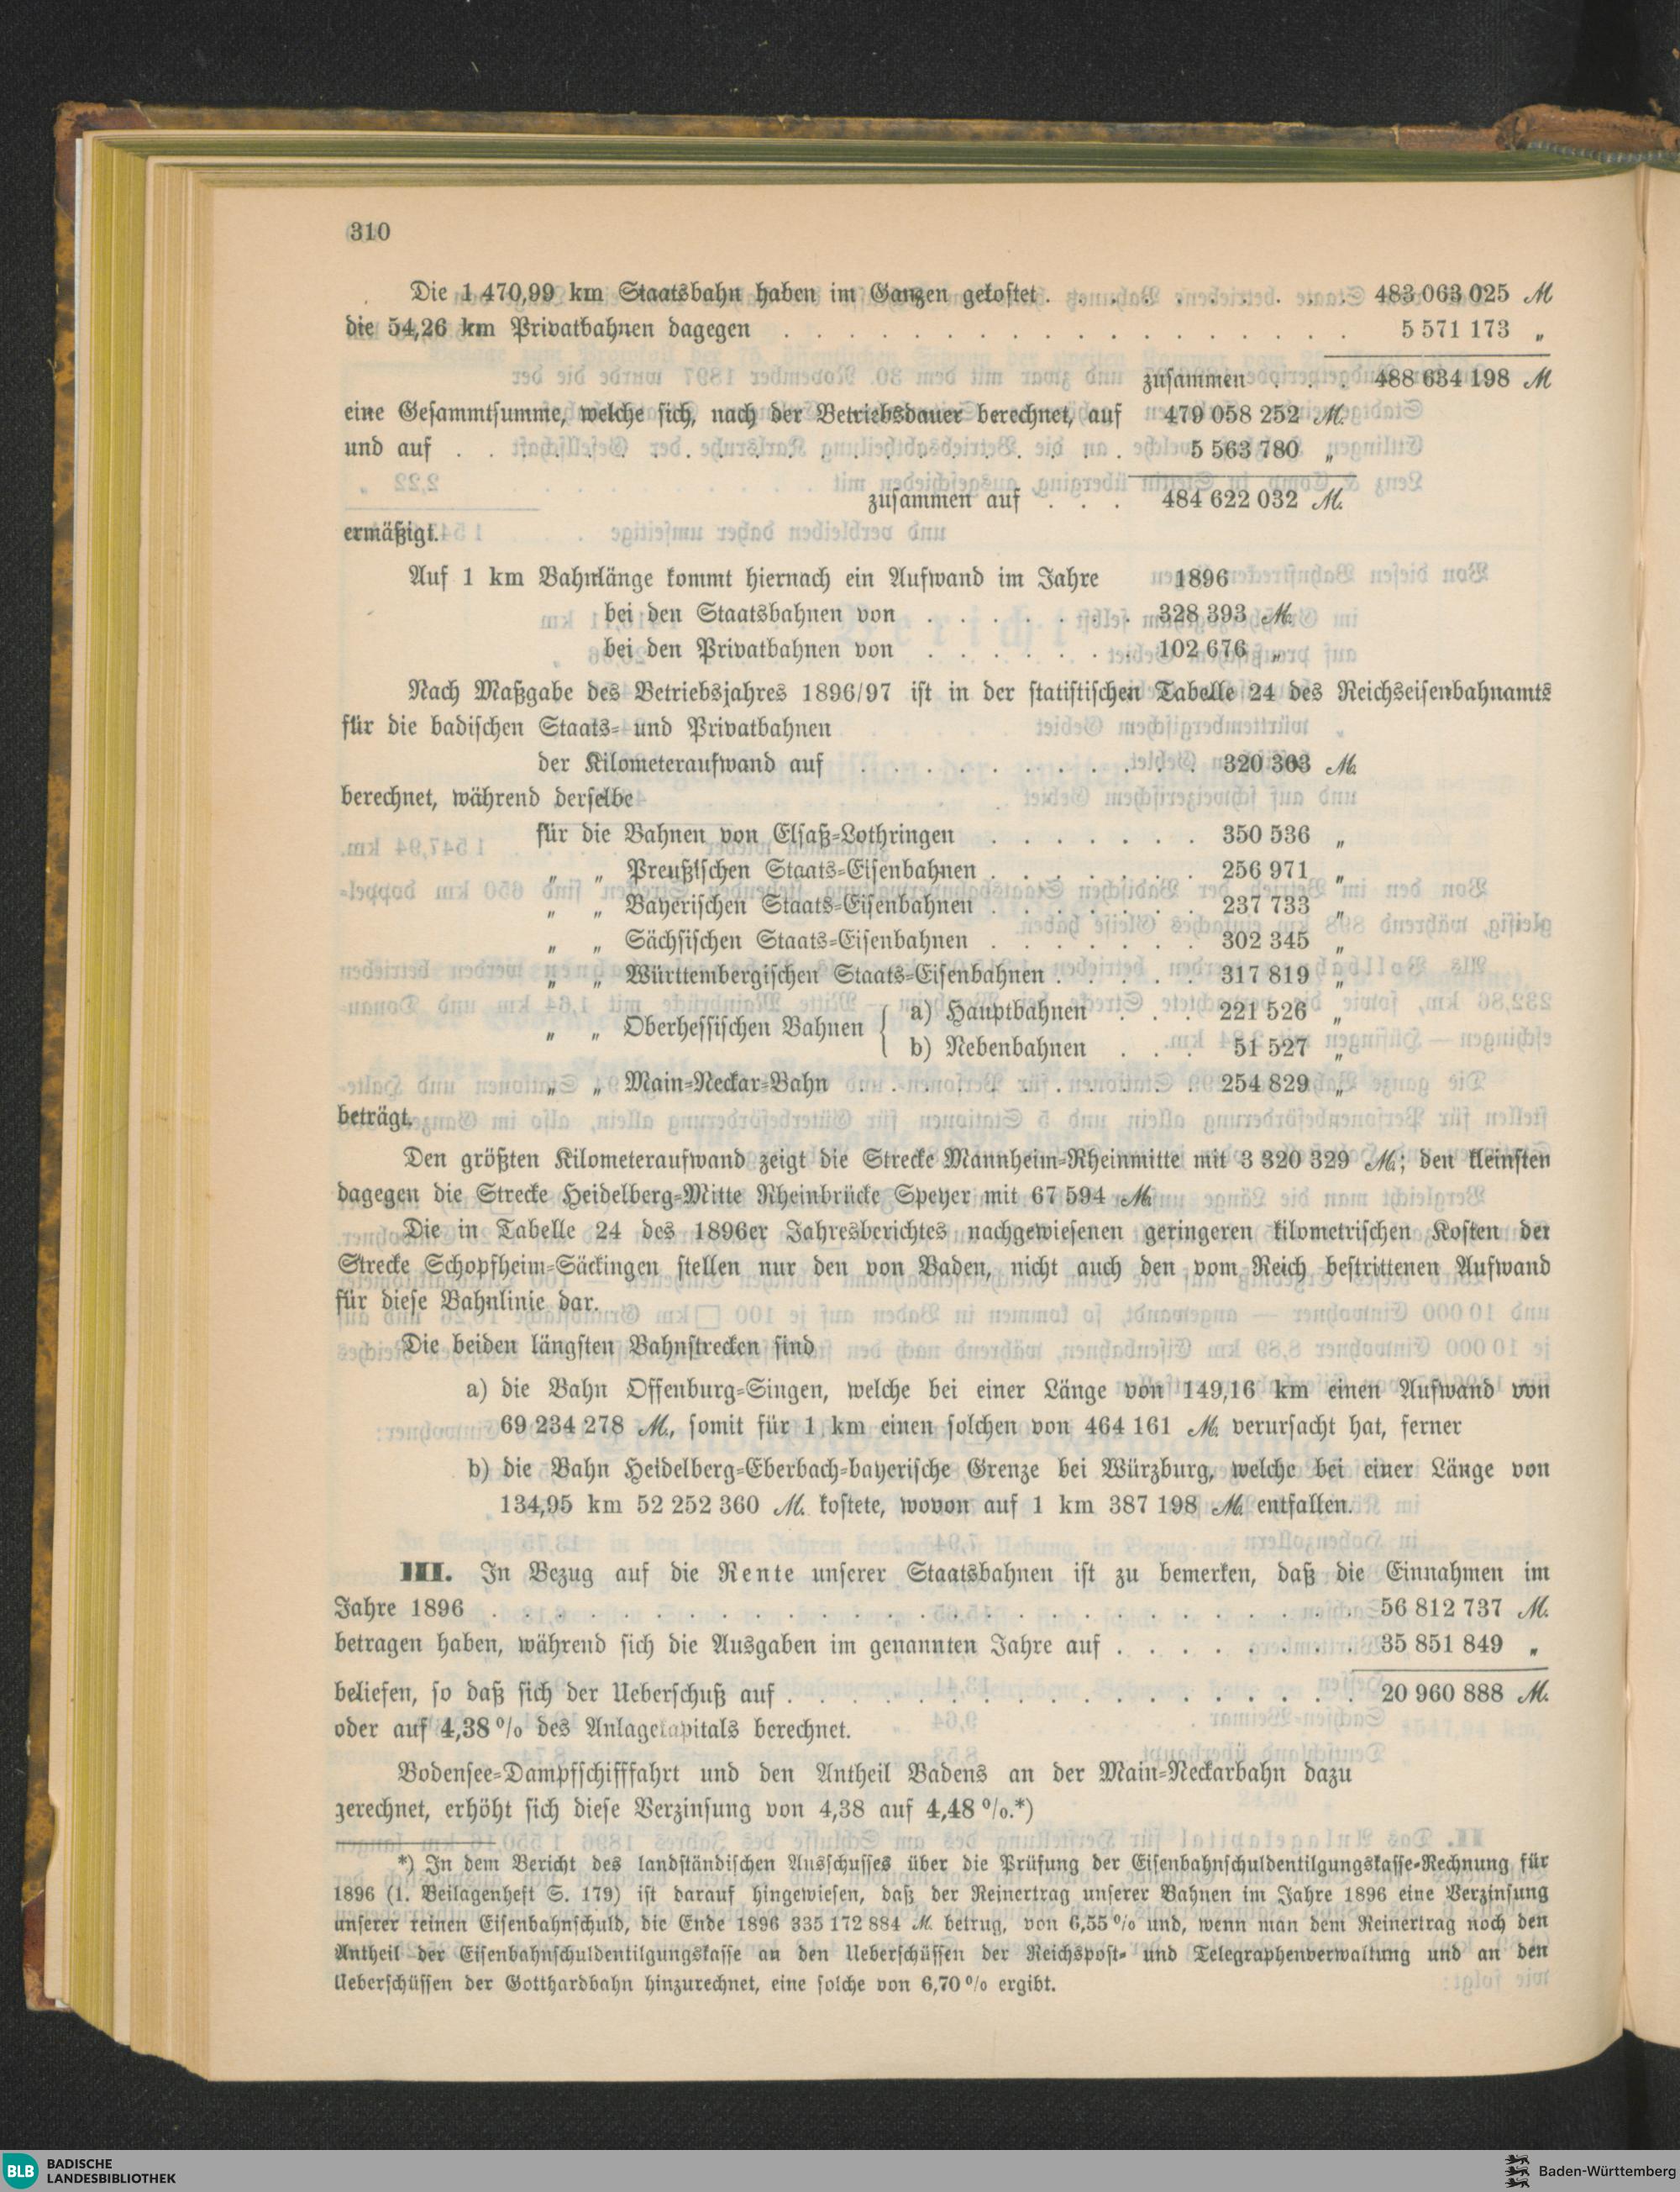 310
Die 1 470,99 km Staatsbahn haben im Ganzen gekostet . . . . . . . . . . 483 063 025 ℳ
die 54,26 km Privatbahnen dagegen . . . . . . . . . . . . . . . . . . 5 571 173 „
zusammen . . . 488 634 198 ℳ
eine Gesammtsumme, welche sich, nach der Betriebsdauer berechnet, auf 479 058 252 ℳ.
und auf . . . . . . . . . . . . . . . . . . . . . 5 563 780 „
zusammen auf . . . 484 622 032 ℳ.
ermäßigt.
Auf 1 km Bahnlänge kommt hiernach ein Aufwand im Jahre 1896
bei den Staatsbahnen von . . . . . . . 328 393 ℳ.
bei den Privatbahnen von . . . . . . . 102 676 „
Nach Maßgabe des Betriebsjahres 1896/97 ist in der statistischen Tabelle 24 des Reichseisenbahnamts
für die badischen Staats- und Privatbahnen
der Kilometeraufwand auf . . . . . . . . . . . 320 303 ℳ.
berechnet, während derselbe
für die Bahnen von Elsaß-Lothringen . . . . . . . 350 536 „
„ „ Preußischen Staats-Eisenbahnen . . . . . . . 256 971 „
„ „ Bayerischen Staats-Eisenbahnen . . . . . . . 237 733 „
„ „ Sächsischen Staats-Eisenbahnen . . . . . . . 302 345 „
„ „ Württembergischen Staats-Eisenbahnen . . . . . 317 819 „
„ „ Oberhessischen Bahnen { a) Hauptbahnen . . . 221 526 „
b) Nebenbahnen . . . 51 527 „
„ „ Main-Neckar-Bahn . . . . . . . . . . . 254 829 „
beträgt.
Den größten Kilometeraufwand zeigt die Strecke Mannheim-Rheinmitte mit 3 320 329 ℳ.; den kleinsten
dagegen die Strecke Heidelberg-Mitte Rheinbrücke Speyer mit 67 594 ℳ.
Die in Tabelle 24 des 1896er Jahresberichtes nachgewiesenen geringeren kilometrischen Kosten der
Strecke Schopfheim-Säckingen stellen nur den von Baden, nicht auch den vom Reich bestrittenen Aufwand
für diese Bahnlinie dar.
Die beiden längsten Bahnstrecken sind
a) die Bahn Offenburg-Singen, welche bei einer Länge von 149,16 km einen Aufwand von
69 234 278 ℳ., somit für 1 km einen solchen von 464 161 ℳ. verursacht hat, ferner
b) die Bahn Heidelberg-Eberbach-bayerische Grenze bei Würzburg, welche bei einer Länge von
134,95 km 52 252 360 ℳ. kostete, wovon auf 1 km 387 198 ℳ. entfallen.
III. In Bezug auf die Rente unserer Staatsbahnen ist zu bemerken, daß die Einnahmen im
Jahre 1896 . . . . . . . . . . . . . . . . . . . . . . . . . . . 56 812 737 ℳ.
betragen haben, während sich die Ausgaben im genannten Jahre auf . . . . . . . . 35 851 849 „
beliefen, so daß sich der Ueberschuß auf . . . . . . . . . . . . . . . . . . 20 960 888 ℳ.
oder auf 4,38 % des Anlagekapitals berechnet.
Bodensee-Dampfschifffahrt und den Antheil Badens an der Main-Neckarbahn dazu
gerechnet, erhöht sich diese Verzinsung von 4,38 auf 4,48 %.*)
*) In dem Bericht des landständischen Ausschusses über die Prüfung der Eisenbahnschuldentilgungskasse-Rechnung für
1896 (1. Beilagenheft S. 179) ist darauf hingewiesen, daß der Reinertrag unserer Bahnen im Jahre 1896 eine Verzinsung
unserer reinen Eisenbahnschuld, die Ende 1896 335 172 884 ℳ. betrug, von 6,55 % und, wenn man dem Reinertrag noch den
Antheil der Eisenbahnschuldentilgungskasse an den Ueberschüssen der Reichspost- und Telegraphenverwaltung und an den
Ueberschüssen der Gotthardbahn hinzurechnet, eine solche von 6,70 % ergibt.
BLB BADISCHE
LANDESBIBLIOTHEK
Baden-Württemberg